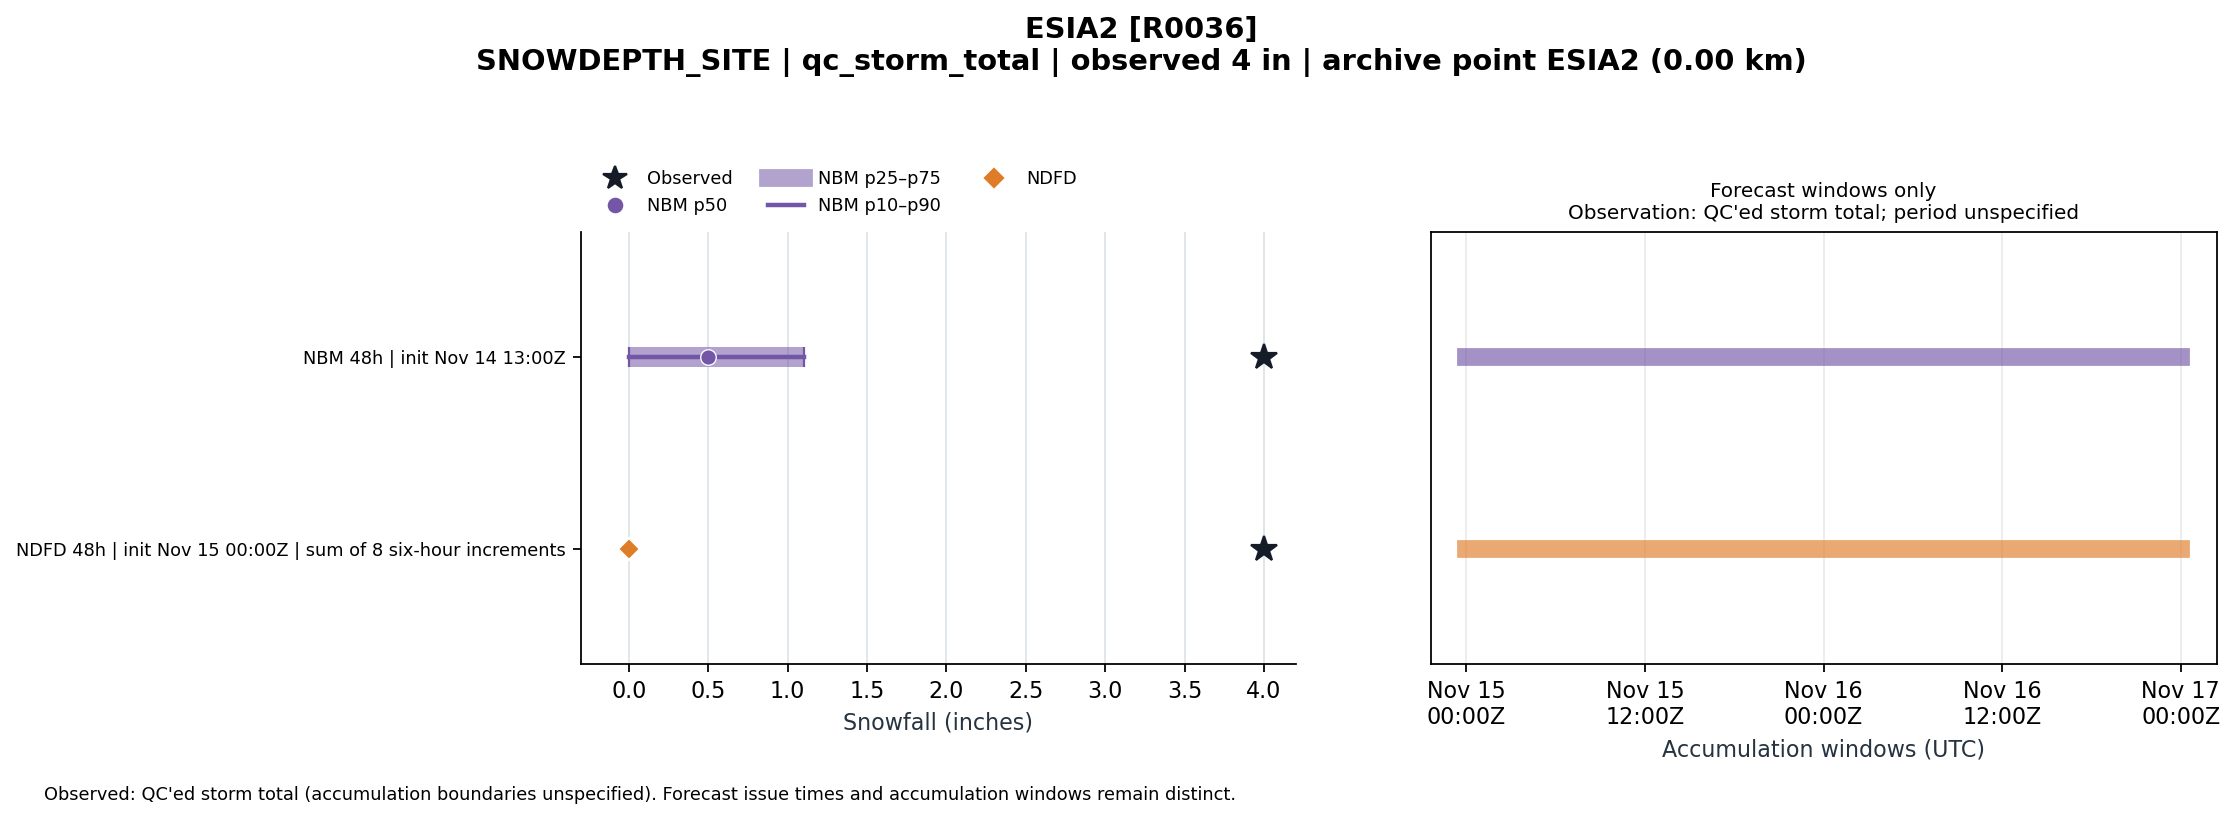 ESIA2 [R0036]
SNOWDEPTH_SITE | qc_storm_total | observed 4 in | archive point ESIA2 (0.00 km)
Observed
NBM p50
NBM p25–p75
NBM p10–p90
NDFD
Forecast windows only
Observation: QC'ed storm total; period unspecified
NBM 48h | init Nov 14 13:00Z
NDFD 48h | init Nov 15 00:00Z | sum of 8 six-hour increments
0.0 0.5 1.0 1.5 2.0 2.5 3.0 3.5 4.0
Snowfall (inches)
Nov 15 Nov 15 Nov 16 Nov 16 Nov 17
00:00Z 12:00Z 00:00Z 12:00Z 00:00Z
Accumulation windows (UTC)
Observed: QC'ed storm total (accumulation boundaries unspecified). Forecast issue times and accumulation windows remain distinct.